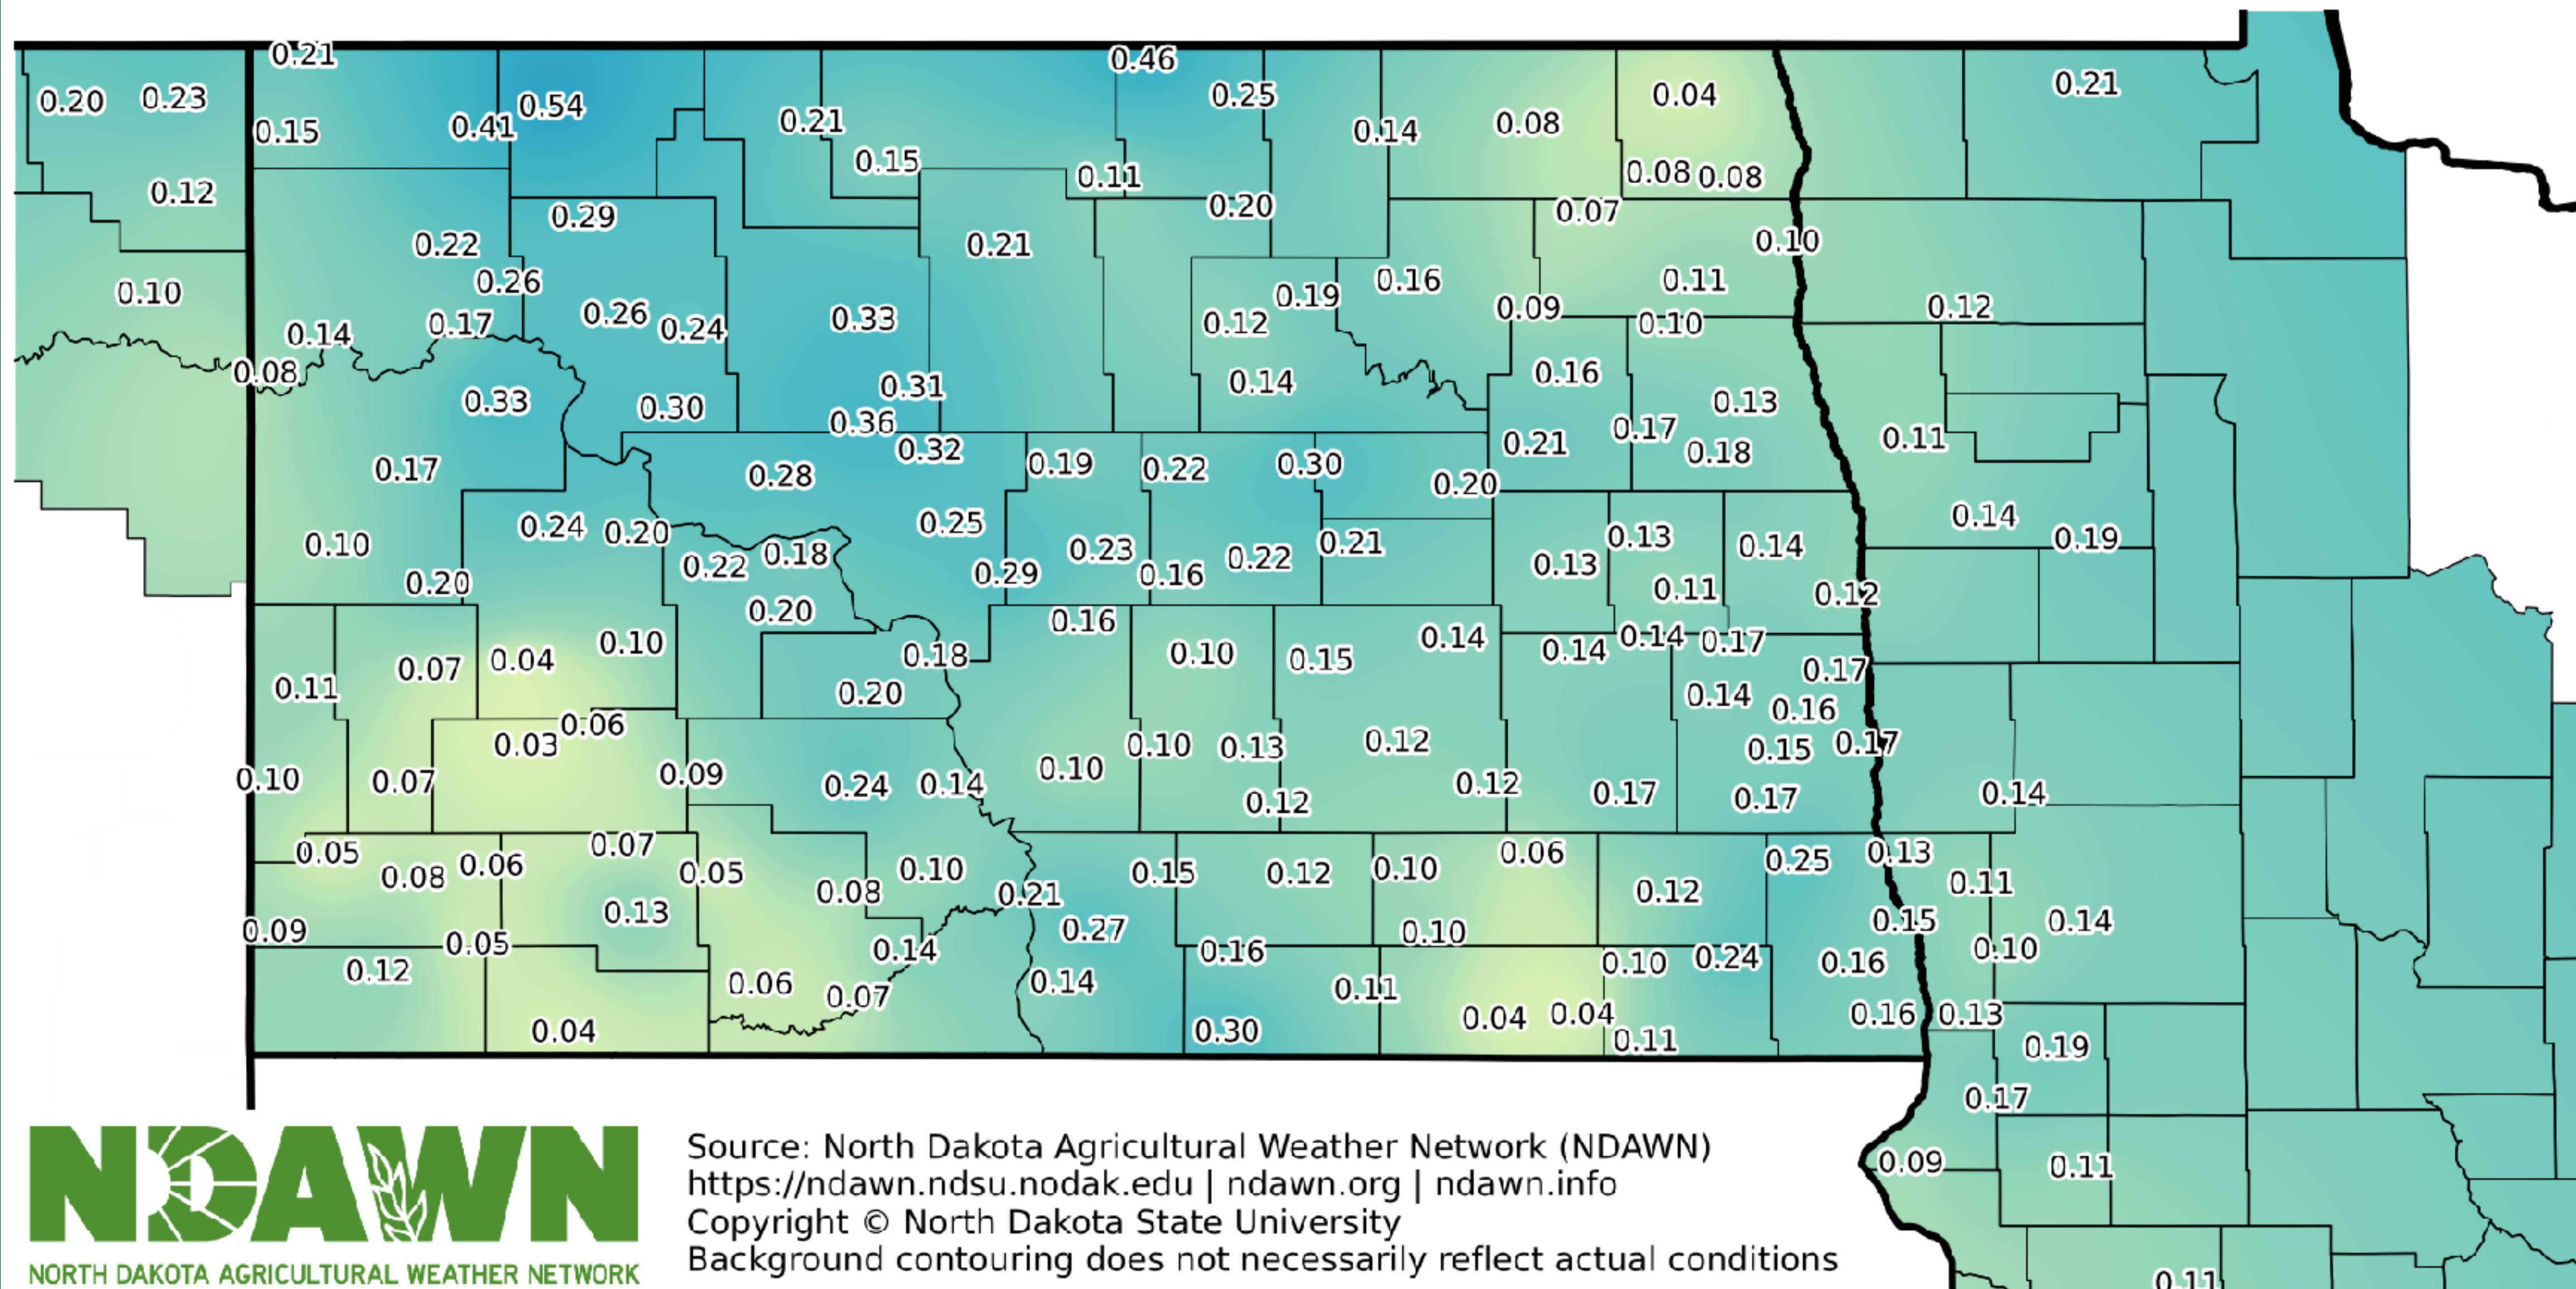 0.21 0.46
0.20 0.23 0.54 0.25 0.04 0.21
0.15 0.41 0.21 0.14 0.08
0.12 0.15 0.11 0.08 0.08
0.29 0.20 0.07
0.22 0.21 0.10
0.10 0.26 0.19 0.16 0.11
0.14 0.17 0.26 0.24 0.33 0.12 0.09 0.10 0.12
0.08 0.31 0.14 0.16
0.33 0.30 0.36 0.17 0.13
0.17 0.28 0.32 0.19 0.22 0.30 0.20 0.21 0.18 0.11
0.10 0.24 0.20 0.25 0.21 0.13 0.14 0.14 0.19
0.20 0.22 0.18 0.29 0.23 0.16 0.22 0.13 0.11 0.12
0.20 0.16
0.07 0.04 0.10 0.18 0.10 0.15 0.14 0.14 0.14 0.17
0.11 0.20 0.14 0.17
0.03 0.06 0.10 0.13 0.12 0.16
0.10 0.07 0.09 0.24 0.14 0.10 0.12 0.15 0.17
0.12 0.17 0.17 0.14
0.05 0.07 0.06 0.25 0.13
0.08 0.06 0.05 0.08 0.10 0.21 0.15 0.12 0.10 0.12 0.11
0.09 0.05 0.13 0.14 0.27 0.16 0.10 0.15 0.14
0.12 0.06 0.07 0.14 0.11 0.10 0.24 0.16 0.10
0.04 0.30 0.04 0.04 0.11 0.16 0.13
0.19
0.17
0.09 0.11
0.11
NDAWN
NORTH DAKOTA AGRICULTURAL WEATHER NETWORK
Source: North Dakota Agricultural Weather Network (NDAWN)
https://ndawn.ndsu.nodak.edu | ndawn.org | ndawn.info
Copyright © North Dakota State University
Background contouring does not necessarily reflect actual conditions